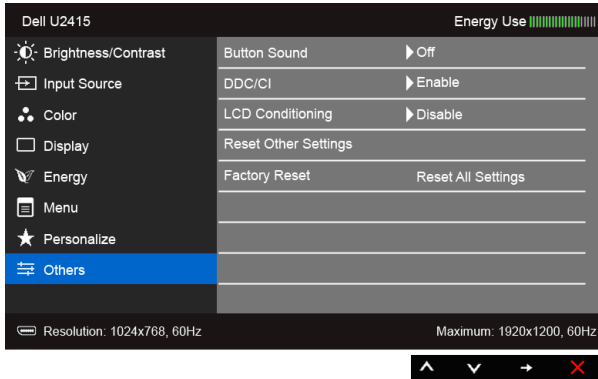 Dell U2415 Energy Use
Brightness/Contrast Button Sound Off
Input Source DDC/CI Enable
Color LCD Conditioning Disable
Display Reset Other Settings
Energy Factory Reset Reset All Settings
Menu
Personalize
Others
Resolution: 1024x768, 60Hz Maximum: 1920x1200, 60Hz